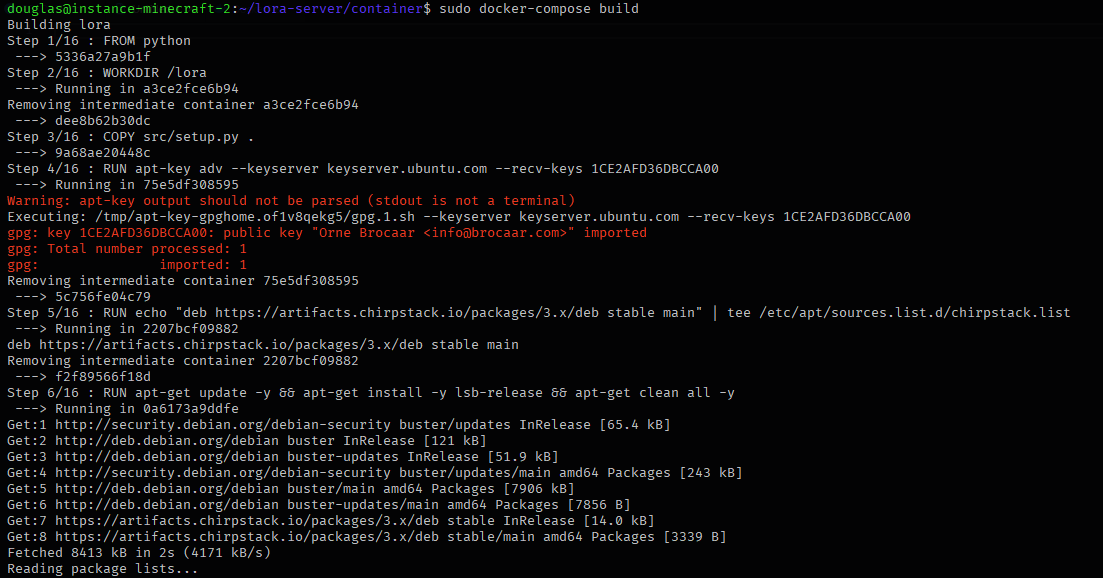 douglas@instance-minecraft-2:~/lora-server/container$ sudo docker-compose build
Building lora
Step 1/16 : FROM python
 ---> 5336a27a9b1f
Step 2/16 : WORKDIR /lora
 ---> Running in a3ce2fce6b94
Removing intermediate container a3ce2fce6b94
 ---> dee8b62b30dc
Step 3/16 : COPY src/setup.py .
 ---> 9a68ae20448c
Step 4/16 : RUN apt-key adv --keyserver keyserver.ubuntu.com --recv-keys 1CE2AFD36DBCCA00
 ---> Running in 75e5df308595
Warning: apt-key output should not be parsed (stdout is not a terminal)
Executing: /tmp/apt-key-gpghome.of1v8qekg5/gpg.1.sh --keyserver keyserver.ubuntu.com --recv-keys 1CE2AFD36DBCCA00
gpg: key 1CE2AFD36DBCCA00: public key "Orne Brocaar <info@brocaar.com>" imported
gpg: Total number processed: 1
gpg:               imported: 1
Removing intermediate container 75e5df308595
 ---> 5c756fe04c79
Step 5/16 : RUN echo "deb https://artifacts.chirpstack.io/packages/3.x/deb stable main" | tee /etc/apt/sources.list.d/chirpstack.list
 ---> Running in 2207bcf09882
deb https://artifacts.chirpstack.io/packages/3.x/deb stable main
Removing intermediate container 2207bcf09882
 ---> f2f89566f18d
Step 6/16 : RUN apt-get update -y && apt-get install -y lsb-release && apt-get clean all -y
 ---> Running in 0a6173a9ddfe
Get:1 http://security.debian.org/debian-security buster/updates InRelease [65.4 kB]
Get:2 http://deb.debian.org/debian buster InRelease [121 kB]
Get:3 http://deb.debian.org/debian buster-updates InRelease [51.9 kB]
Get:4 http://security.debian.org/debian-security buster/updates/main amd64 Packages [243 kB]
Get:5 http://deb.debian.org/debian buster/main amd64 Packages [7906 kB]
Get:6 http://deb.debian.org/debian buster-updates/main amd64 Packages [7856 B]
Get:7 https://artifacts.chirpstack.io/packages/3.x/deb stable InRelease [14.0 kB]
Get:8 https://artifacts.chirpstack.io/packages/3.x/deb stable/main amd64 Packages [3339 B]
Fetched 8413 kB in 2s (4171 kB/s)
Reading package lists...